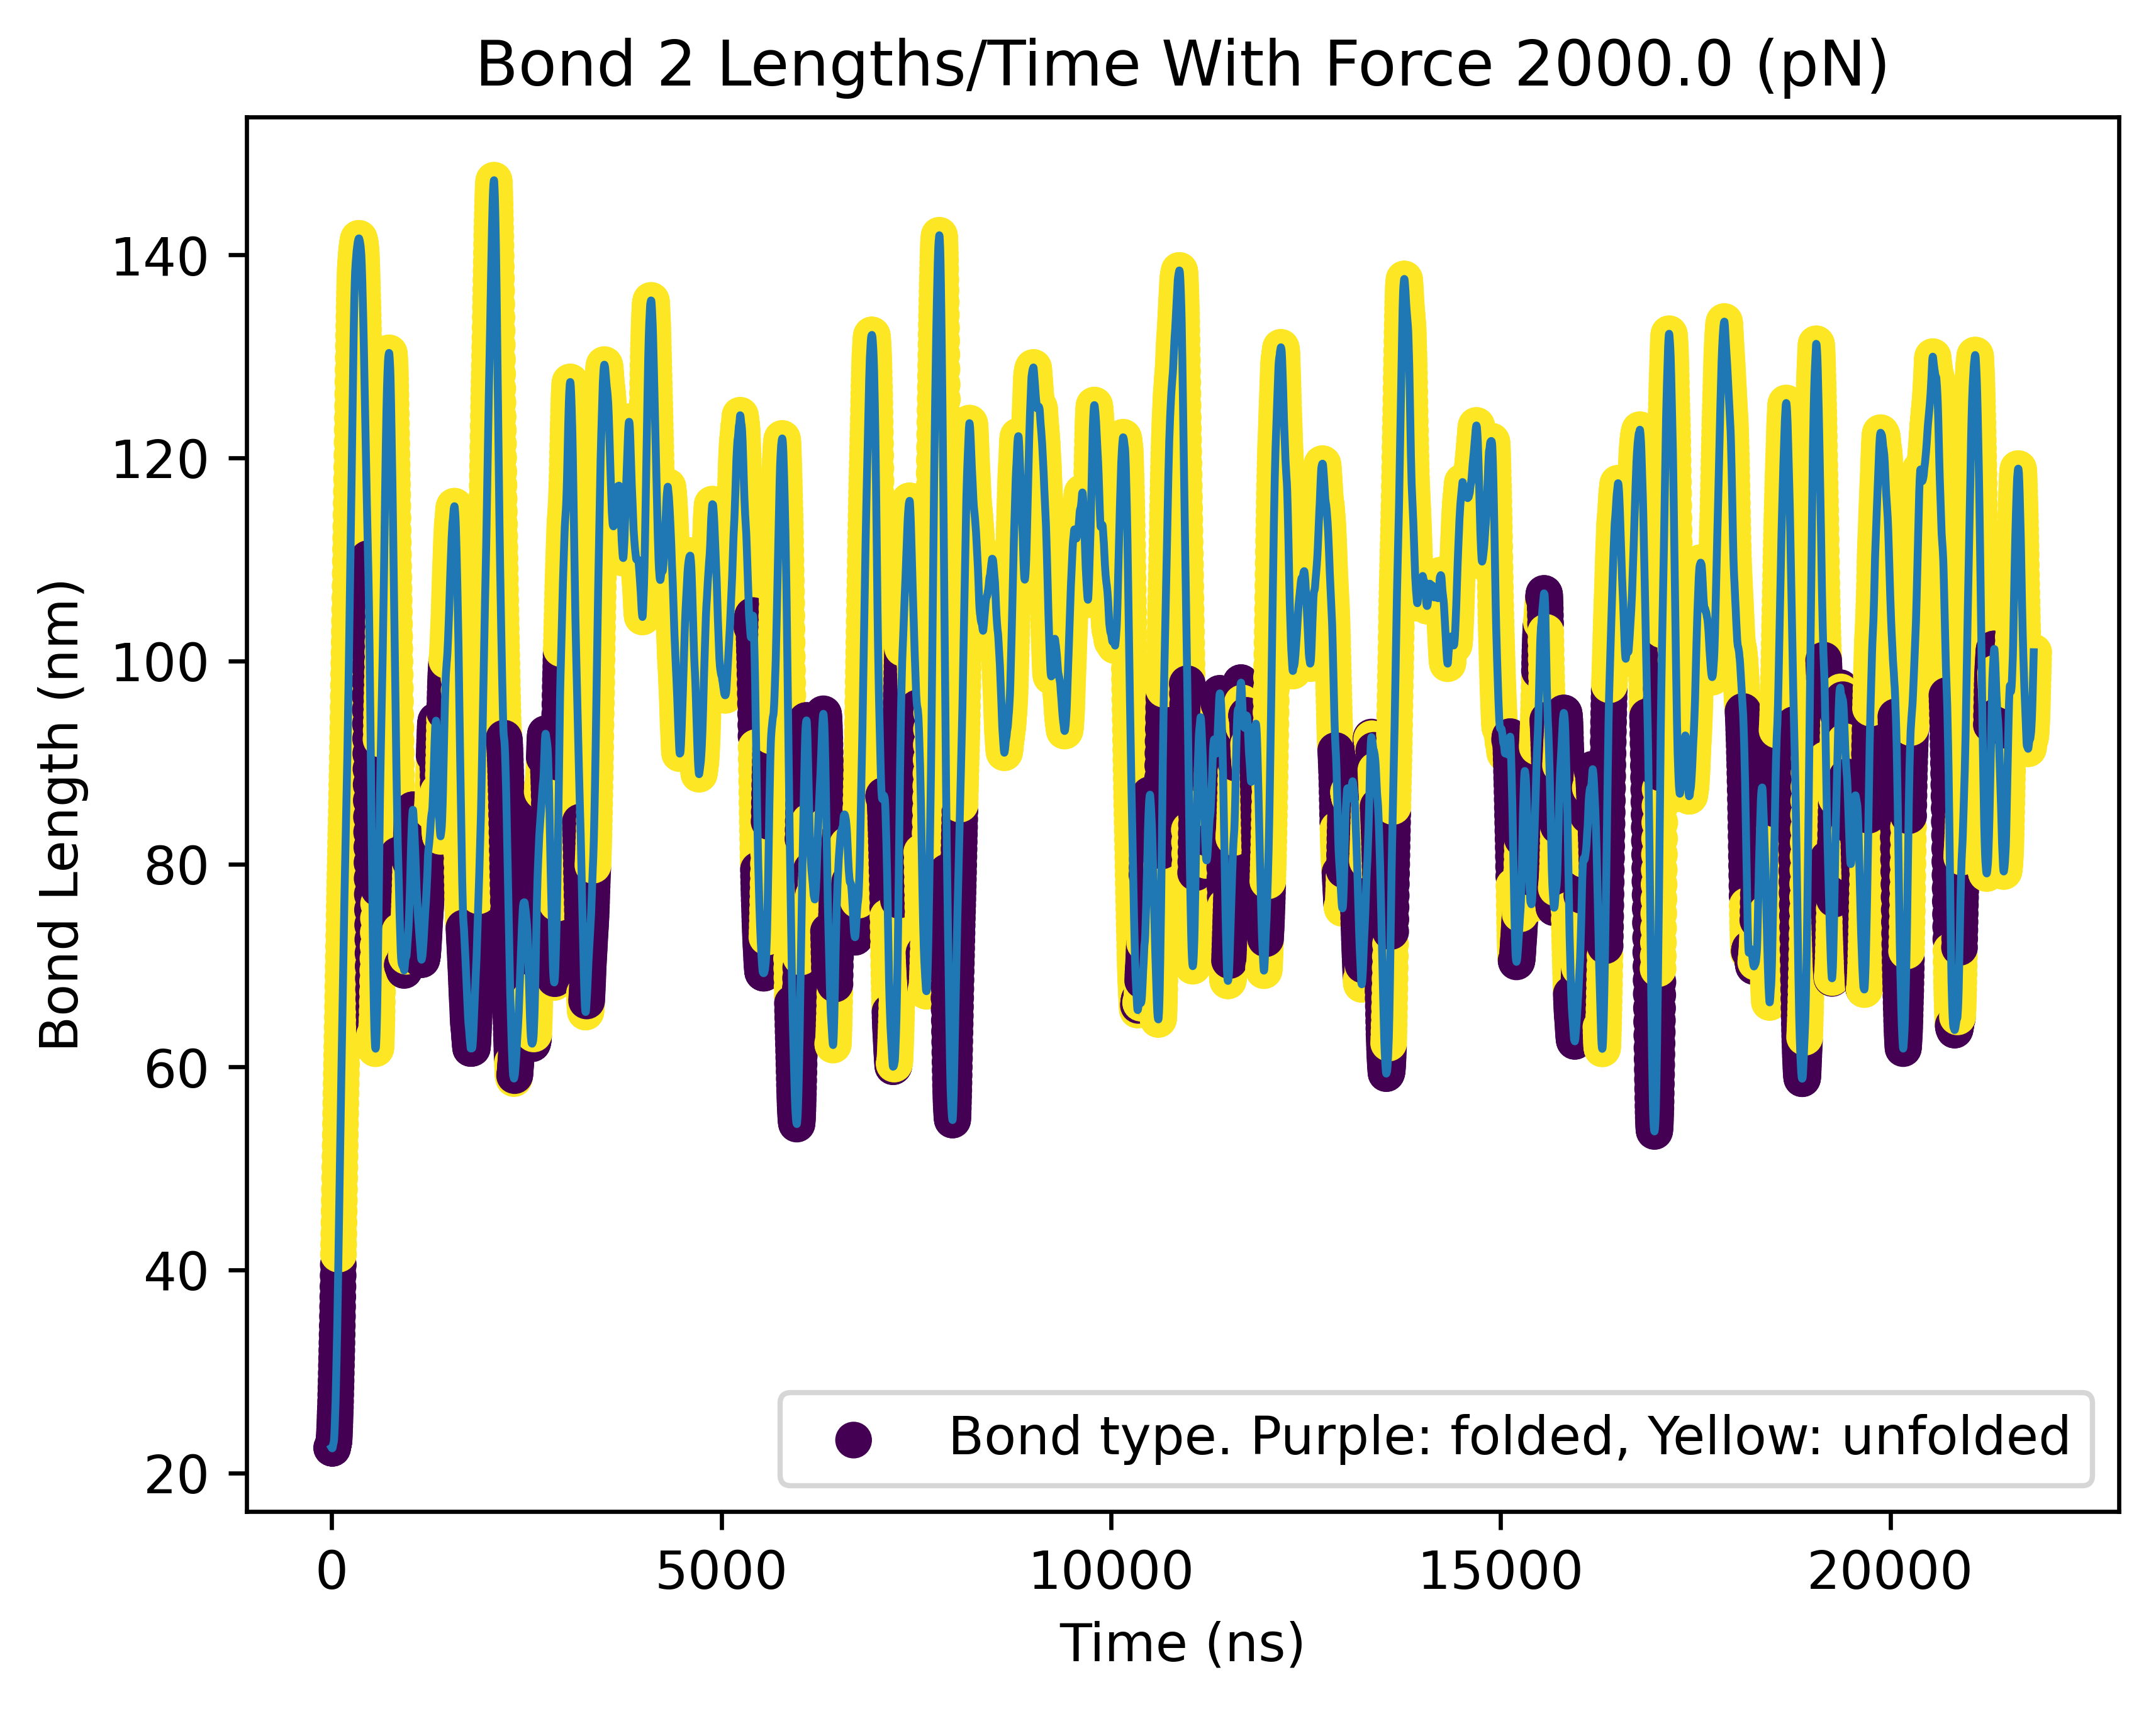 Bond 2 Lengths/Time With Force 2000.0 (pN)
Bond Length (nm)
140
120
100
80
60
40
20
Bond type. Purple: folded, Yellow: unfolded
0 5000 10000 15000 20000
Time (ns)